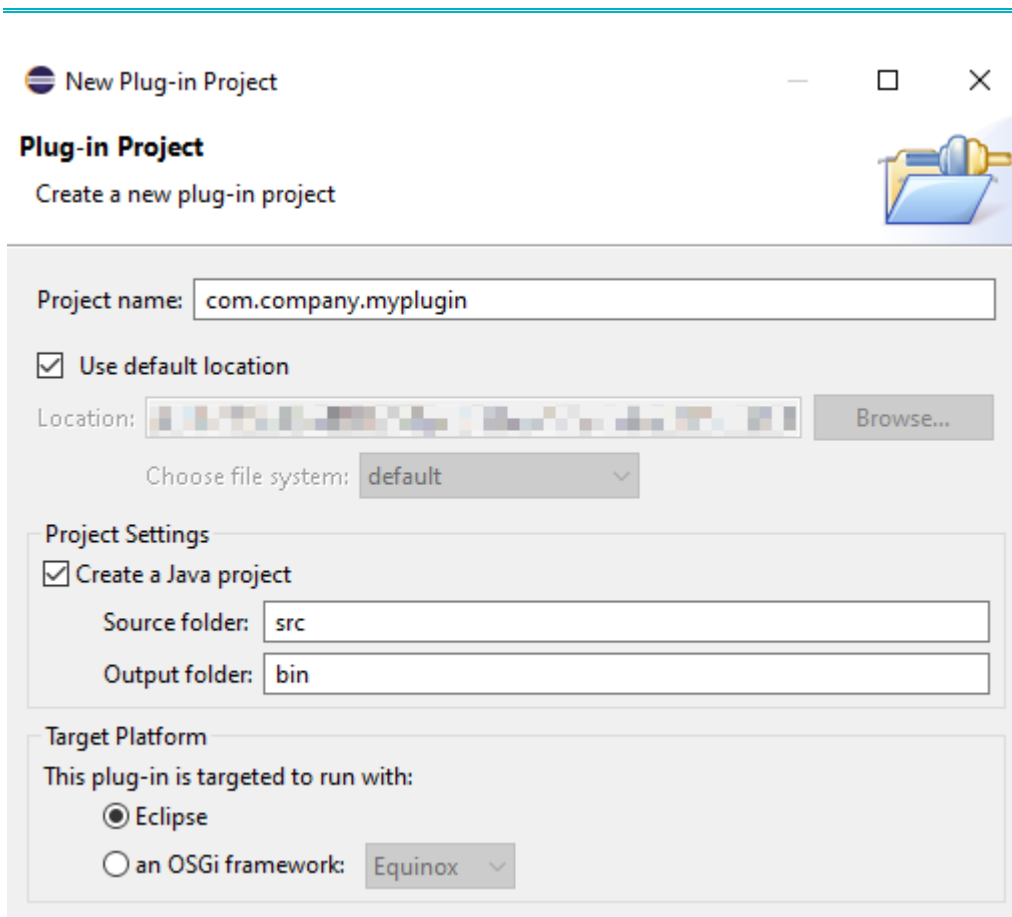 New Plug-in Project
Plug-in Project
Create a new plug-in project
Project name: com.company.myplugin
Use default location
Location: Browse...
Choose file system: default
Project Settings
Create a Java project
Source folder: src
Output folder: bin
Target Platform
This plug-in is targeted to run with:
Eclipse
an OSGi framework: Equinox